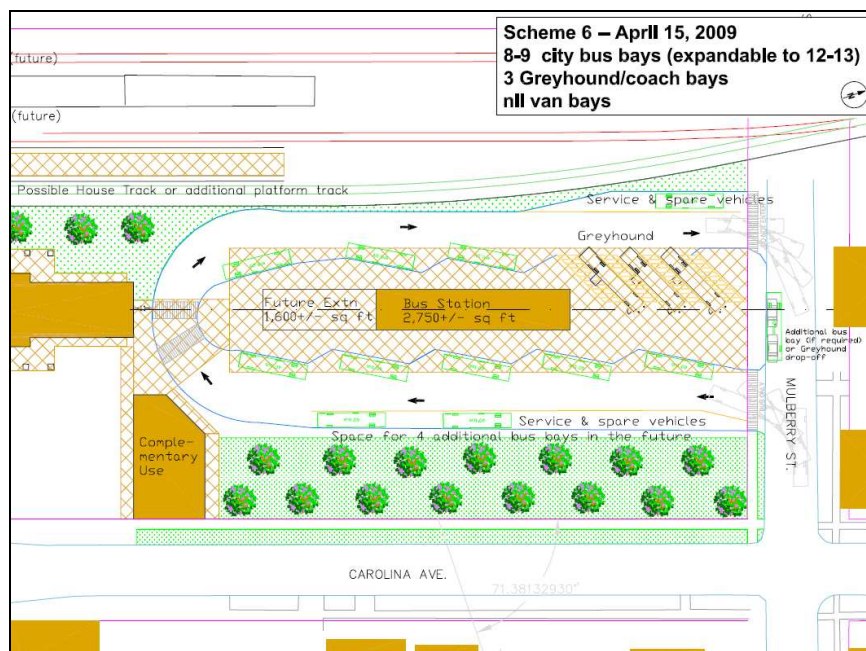 Scheme 6 – April 15, 2009
8-9 city bus bays (expandable to 12-13)
3 Greyhound/coach bays
nil van bays
(future)
(future)
N
Possible House Track or additional platform track
Service & spare vehicles
Greyhound
Future Extn
1,600+/- sq ft
Bus Station
2,750+/- sq ft
Additional bus
bay (if required)
or Greyhound
drop-off
MULBERRY ST.
Service & spare vehicles
Space for 4 additional bus bays in the future
Comple-
mentary
Use
CAROLINA AVE.
71.38132930°